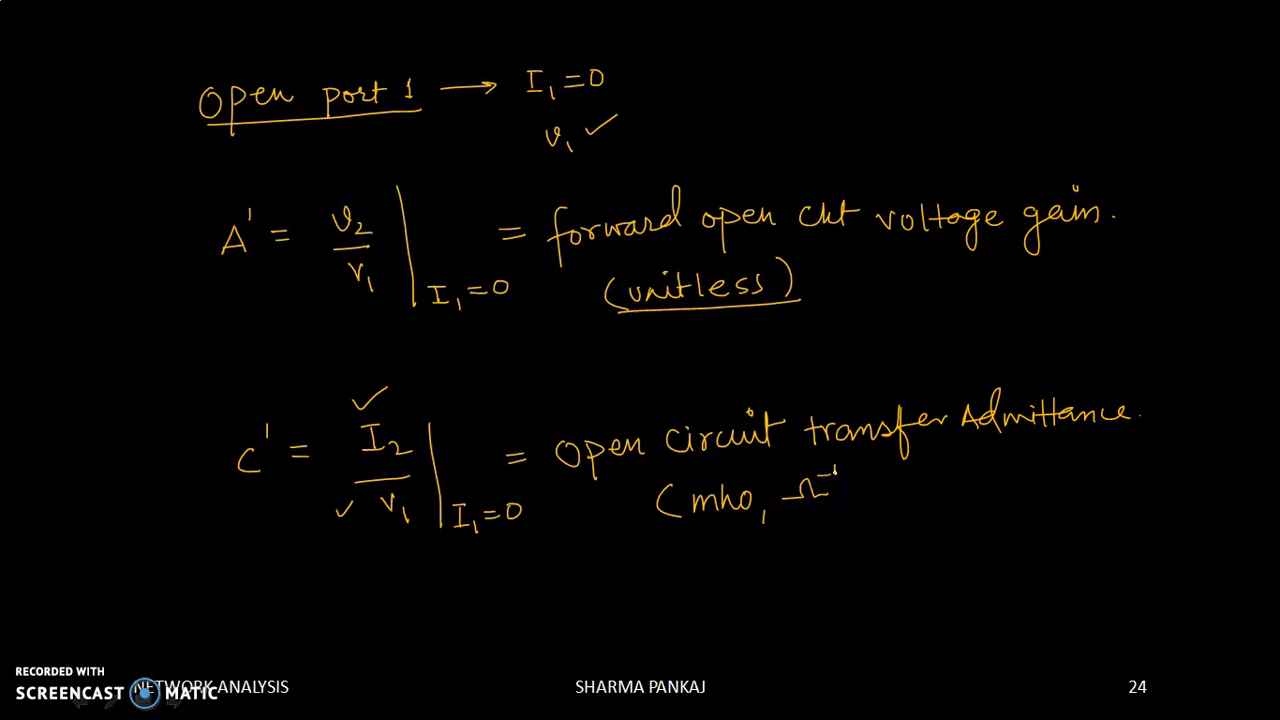 Open port 1 → I₁ = 0
v₁ ✓
A' = v₂/v₁ | I₁=0 = forward open ckt voltage gain.
(unitless)
C' = I₂/v₁ | I₁=0 = Open circuit transfer Admittance.
(mho, Ω⁻¹
RECORDED WITH
SCREENCAST MATIC
NETWORK ANALYSIS SHARMA PANKAJ 24